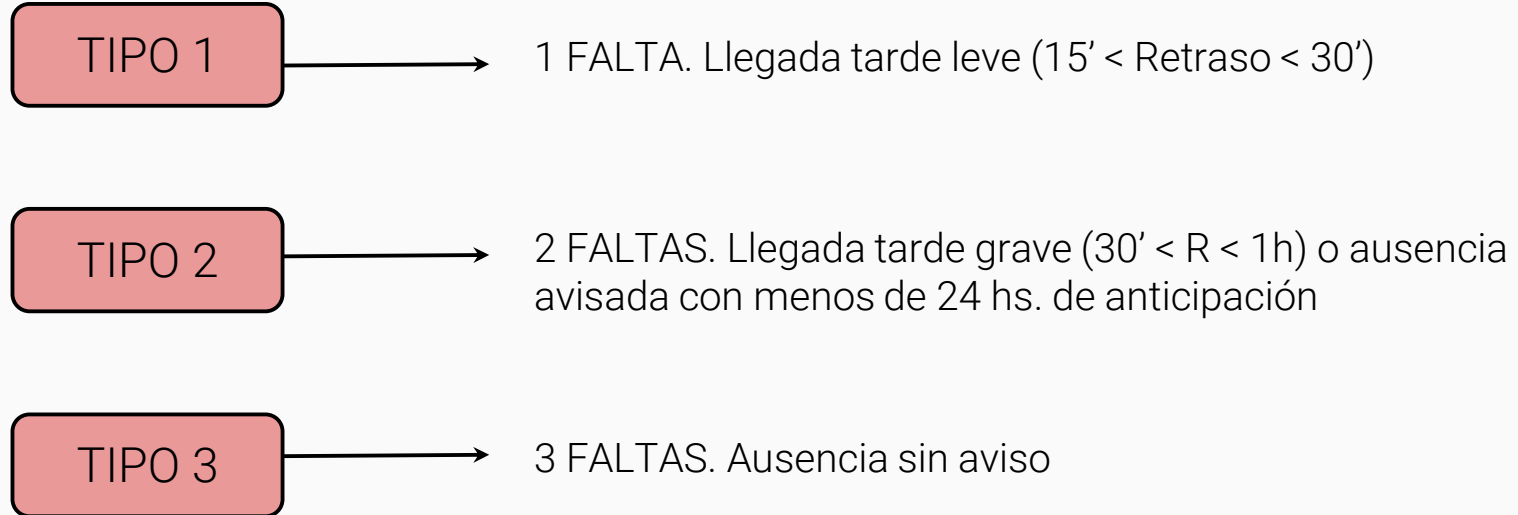 TIPO 1
1 FALTA. Llegada tarde leve (15’ < Retraso < 30’)
TIPO 2
2 FALTAS. Llegada tarde grave (30’ < R < 1h) o ausencia
avisada con menos de 24 hs. de anticipación
TIPO 3
3 FALTAS. Ausencia sin aviso